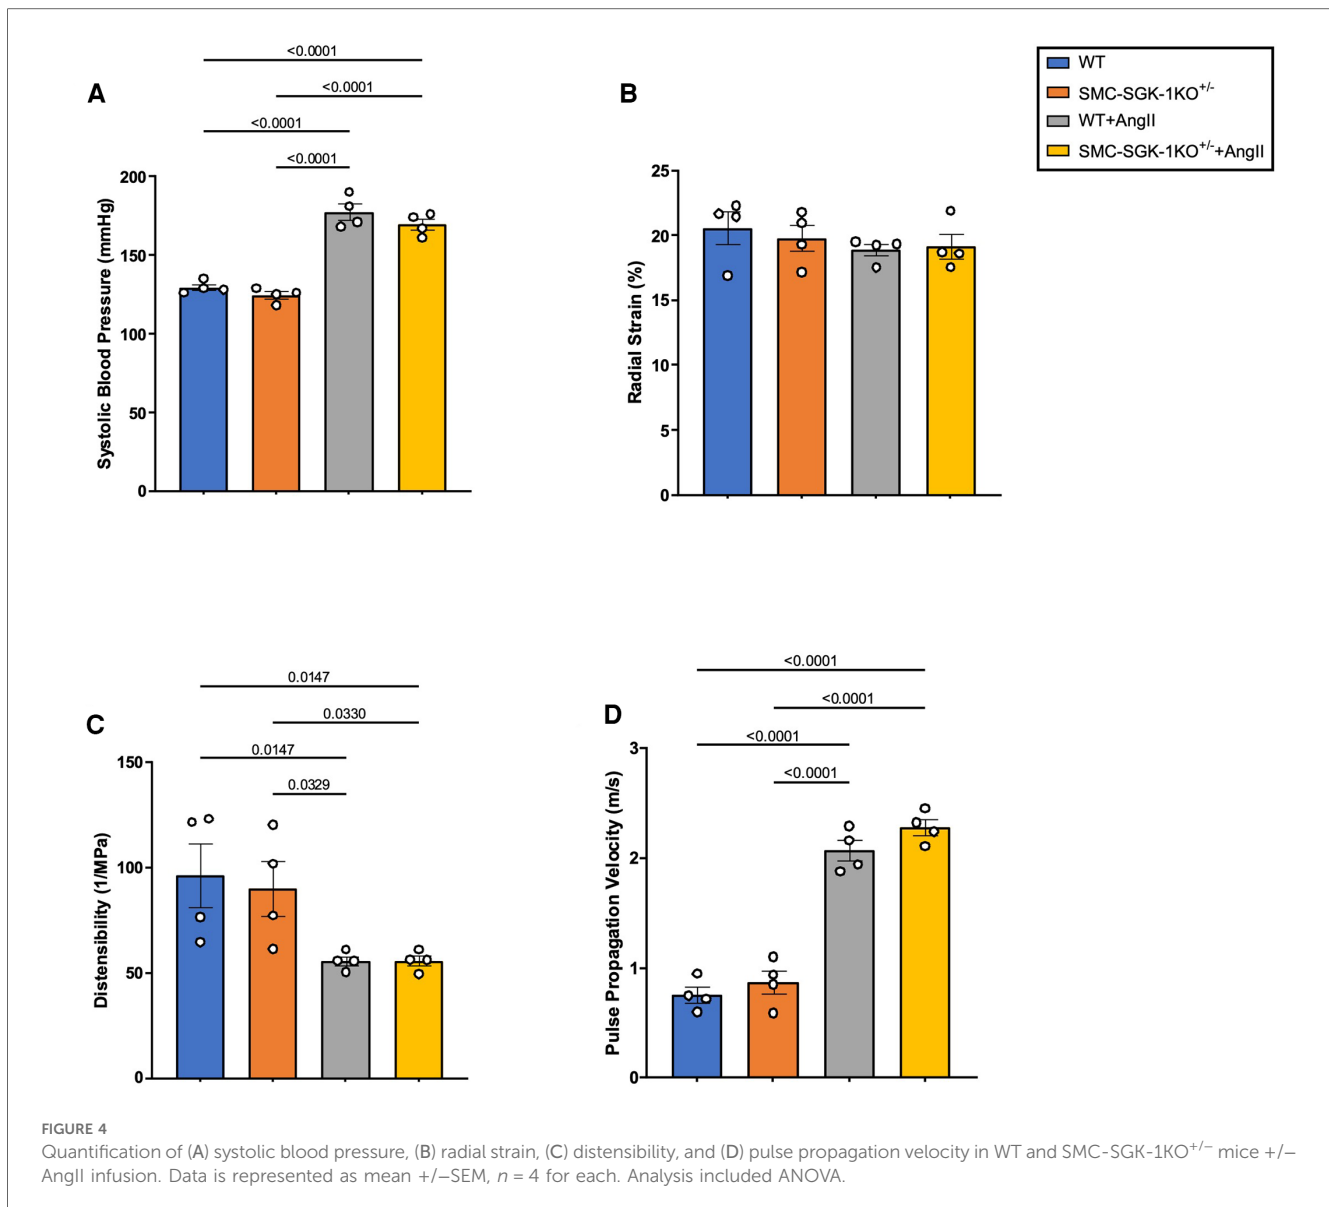 WT
SMC-SGK-1KO+/-
WT+AngII
SMC-SGK-1KO+/-+AngII
A
<0.0001
<0.0001
<0.0001
<0.0001
Systolic Blood Pressure (mmHg)
200
150
100
50
0
B
Radial Strain (%)
25
20
15
10
5
0
C
0.0147
0.0330
0.0147
0.0329
Distensibility (1/MPa)
150
100
50
0
D
<0.0001
<0.0001
<0.0001
<0.0001
Pulse Propagation Velocity (m/s)
3
2
1
0
FIGURE 4
Quantification of (A) systolic blood pressure, (B) radial strain, (C) distensibility, and (D) pulse propagation velocity in WT and SMC-SGK-1KO+/− mice +/−
AngII infusion. Data is represented as mean +/−SEM, n = 4 for each. Analysis included ANOVA.